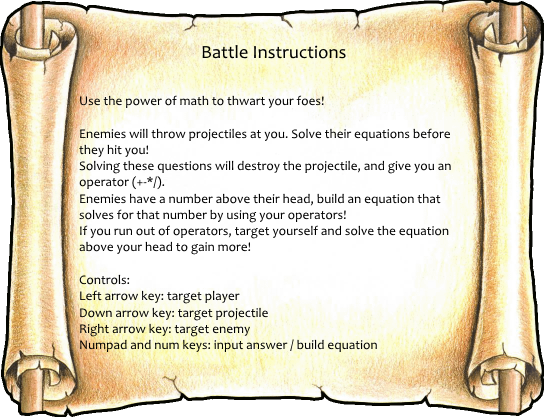 Battle Instructions
Use the power of math to thwart your foes!
Enemies will throw projectiles at you. Solve their equations before
they hit you!
Solving these questions will destroy the projectile, and give you an
operator (+-*/).
Enemies have a number above their head, build an equation that
solves for that number by using your operators!
If you run out of operators, target yourself and solve the equation
above your head to gain more!
Controls:
Left arrow key: target player
Down arrow key: target projectile
Right arrow key: target enemy
Numpad and num keys: input answer / build equation